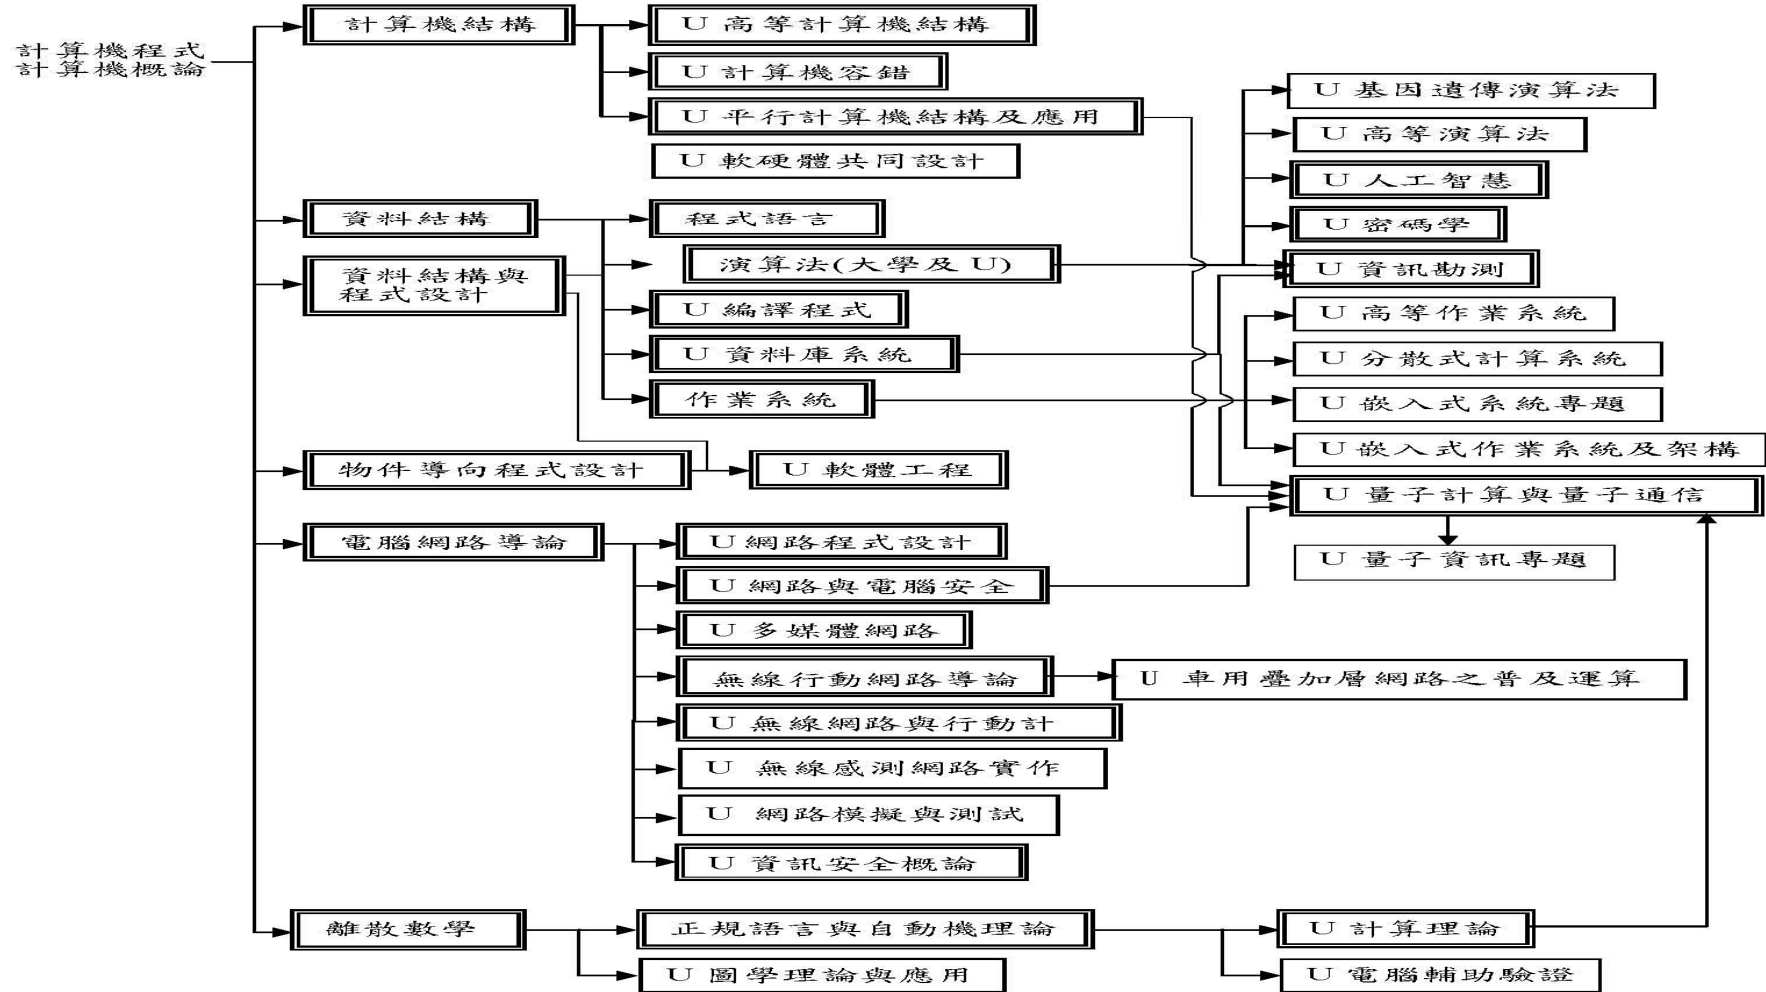 計算機程式
計算機概論
計算機結構
U 高等計算機結構
U 計算機容錯
U 平行計算機結構及應用
U 軟硬體共同設計
U 基因遺傳演算法
U 高等演算法
U 人工智慧
U 密碼學
U 資訊勘測
資料結構
程式語言
資料結構與
程式設計
演算法(大學及 U)
U 編譯程式
U 資料庫系統
作業系統
U 高等作業系統
U 分散式計算系統
U 嵌入式系統專題
U 嵌入式作業系統及架構
物件導向程式設計
U 軟體工程
U 量子計算與量子通信
U 量子資訊專題
電腦網路導論
U 網路程式設計
U 網路與電腦安全
U 多媒體網路
無線行動網路導論
U 車用疊加層網路之普及運算
U 無線網路與行動計
U 無線感測網路實作
U 網路模擬與測試
U 資訊安全概論
離散數學
正規語言與自動機理論
U 計算理論
U 圖學理論與應用
U 電腦輔助驗證